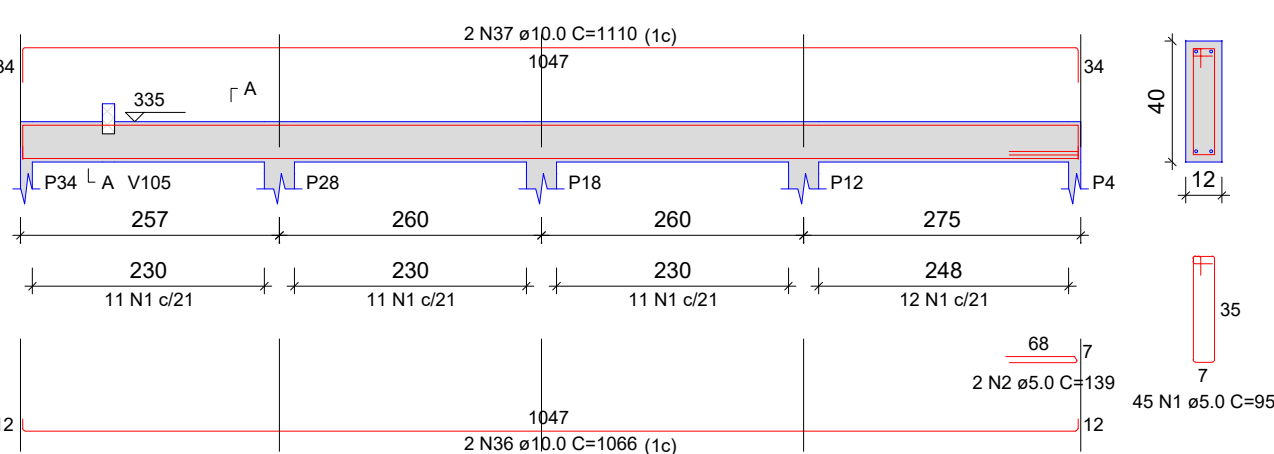 2 N37 ø10.0 C=1110 (1c)
34 1047 34
335 A
40
P34 A V105 P28 P18 P12 P4
12
257 260 260 275
230 230 230 248
11 N1 c/21 11 N1 c/21 11 N1 c/21 12 N1 c/21
35
68 7
7
2 N2 ø5.0 C=139
45 N1 ø5.0 C=95
12 1047 12
2 N36 ø10.0 C=1066 (1c)